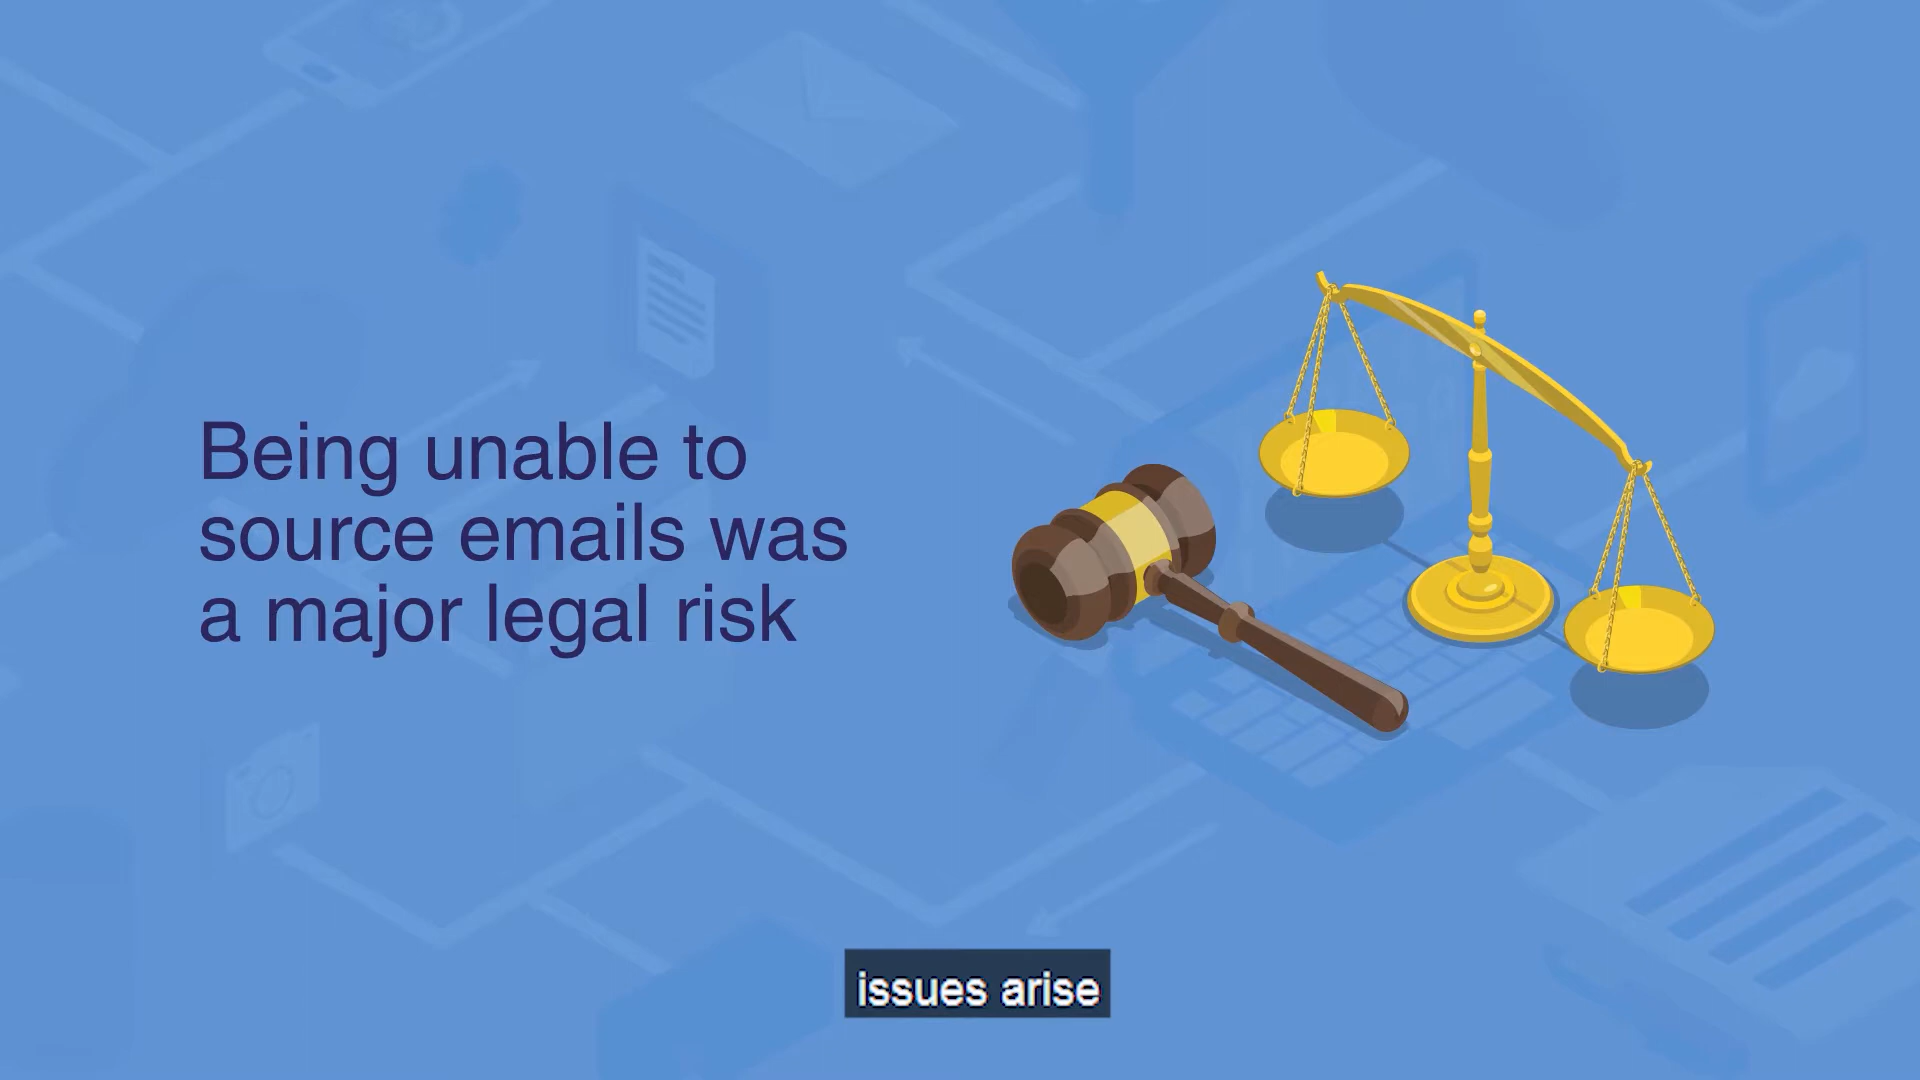 Being unable to
source emails was
a major legal risk
issues arise